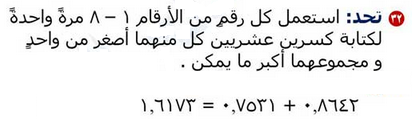 ٣٢ تحد: استعمل كل رقمٍ من الأرقام ١ – ٨ مرةً واحدةً
لكتابة كسرين عشريين كل منهما أصغر من واحدٍ
و مجموعهما أكبر ما يمكن .
٠,٨٦٤٢ + ٠,٧٥٣١ = ١,٦١٧٣